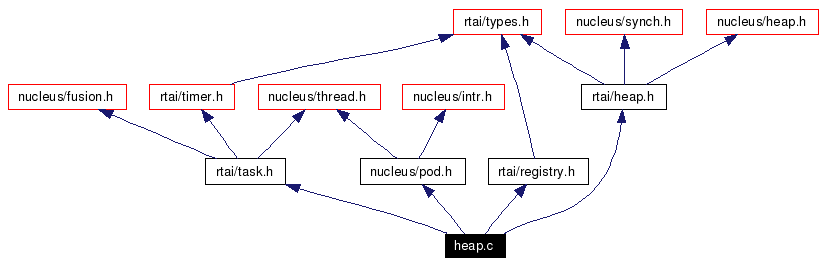 rtai/types.h
nucleus/synch.h
nucleus/heap.h
nucleus/fusion.h
rtai/timer.h
nucleus/thread.h
nucleus/intr.h
rtai/heap.h
rtai/task.h
nucleus/pod.h
rtai/registry.h
heap.c